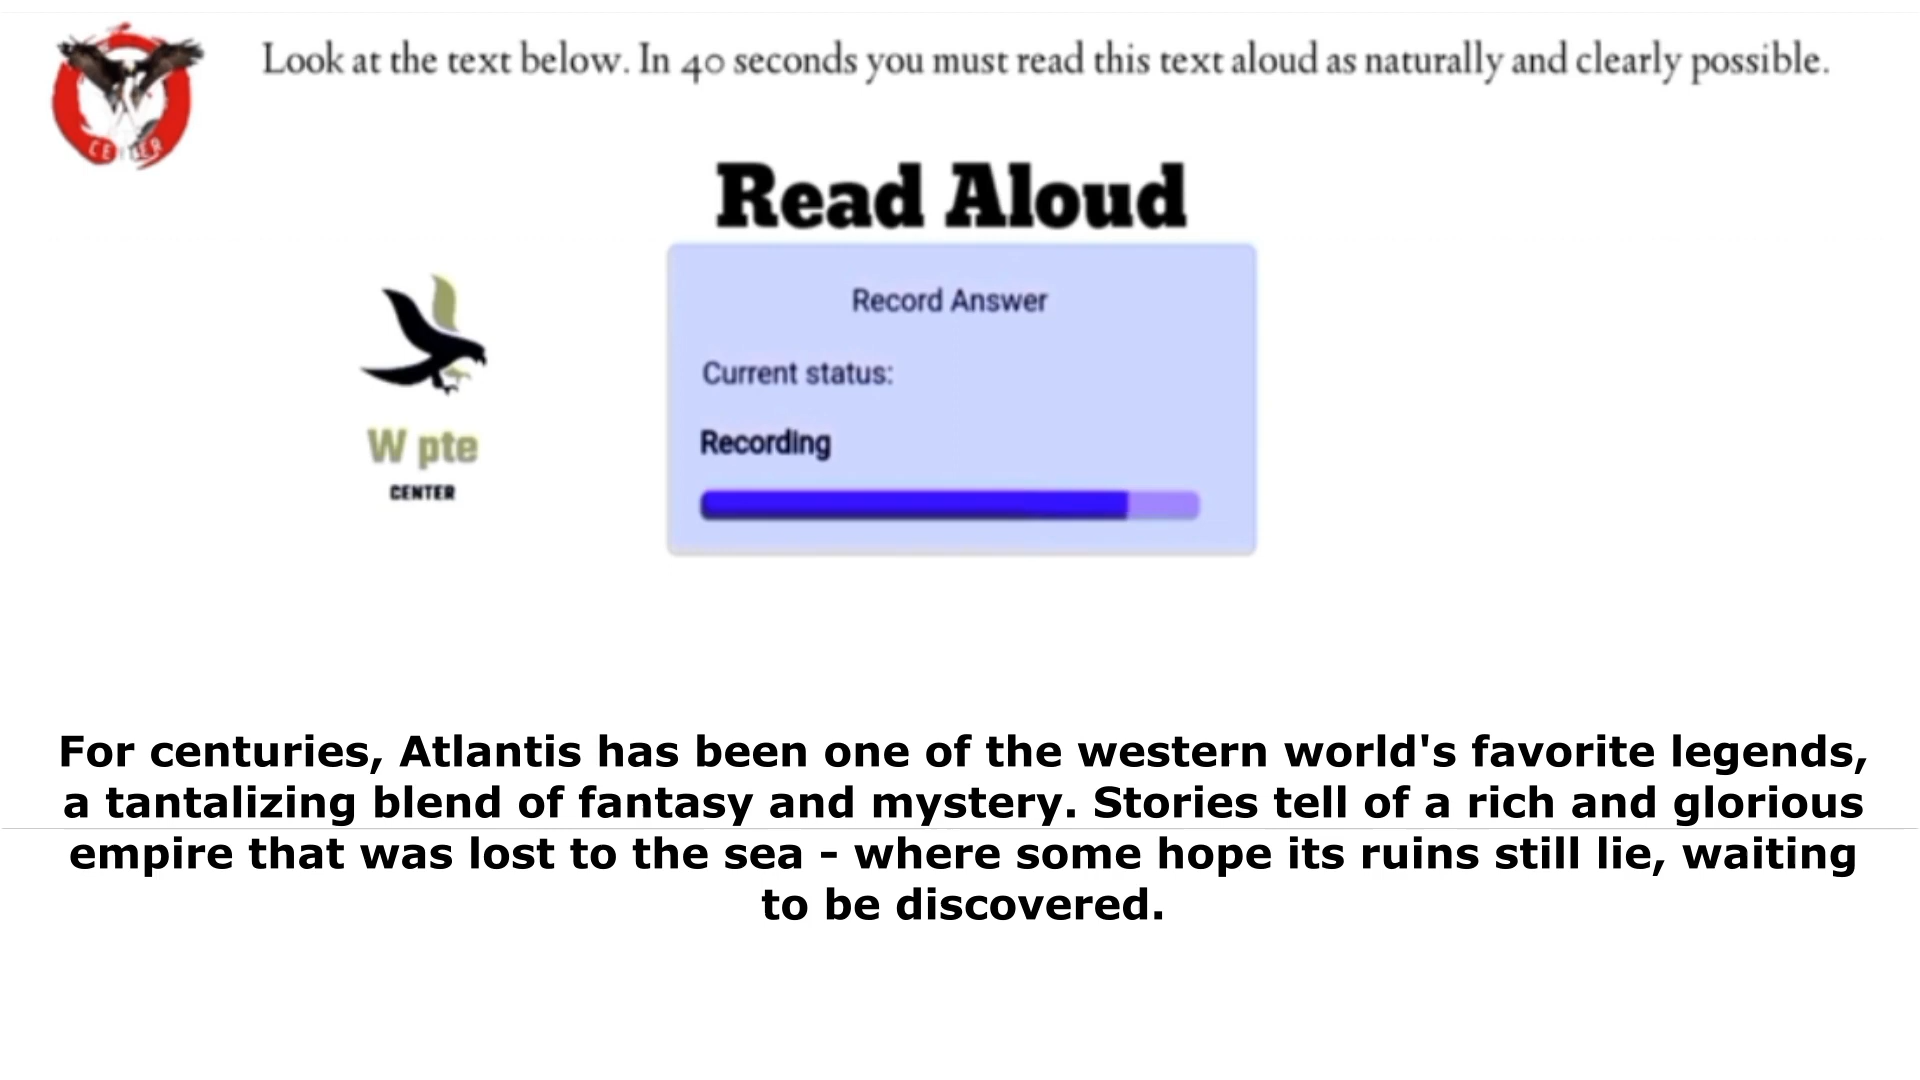 Look at the text below. In 40 seconds you must read this text aloud as naturally and clearly possible.
CENTER
Read Aloud
Record Answer
Current status:
Recording
W pte
CENTER
For centuries, Atlantis has been one of the western world's favorite legends,
a tantalizing blend of fantasy and mystery. Stories tell of a rich and glorious
empire that was lost to the sea - where some hope its ruins still lie, waiting
to be discovered.